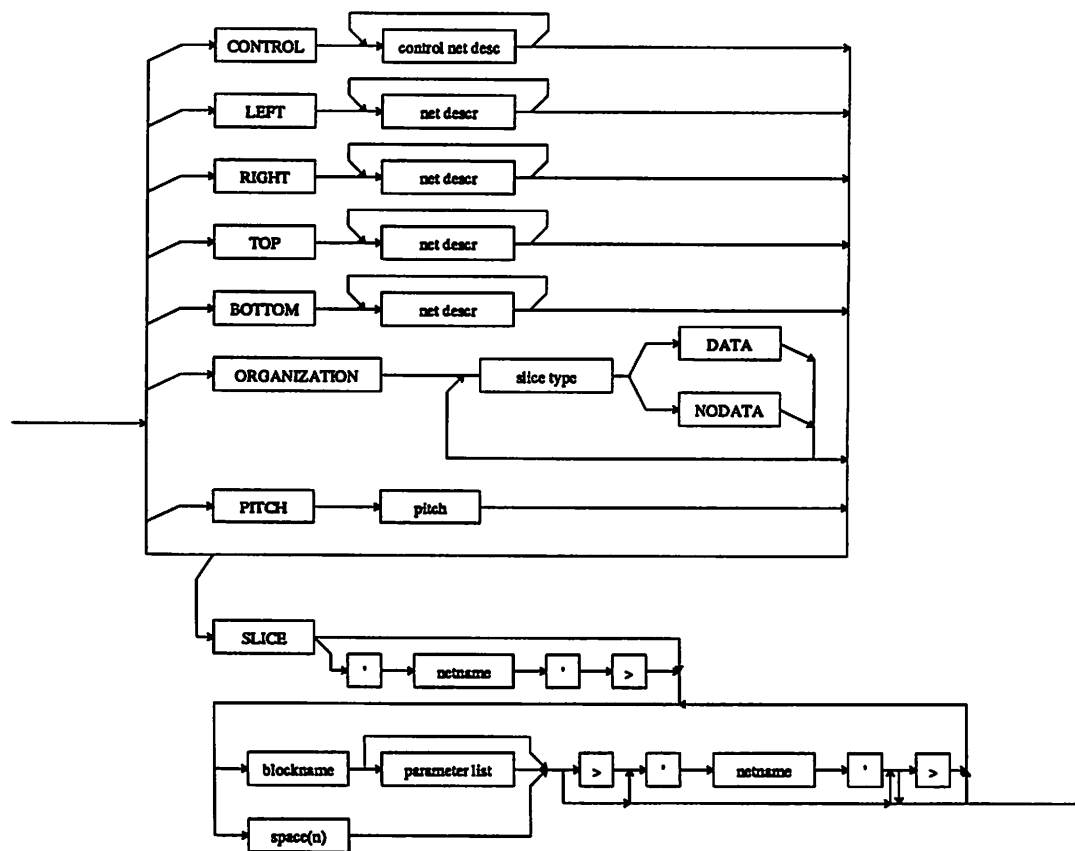 CONTROL control net desc
LEFT net descr
RIGHT net descr
TOP net descr
BOTTOM net descr
DATA
ORGANIZATION slice type
NODATA
PITCH pitch
SLICE
' netname ' >
blockname parameter list > ' netname ' >
space(n)